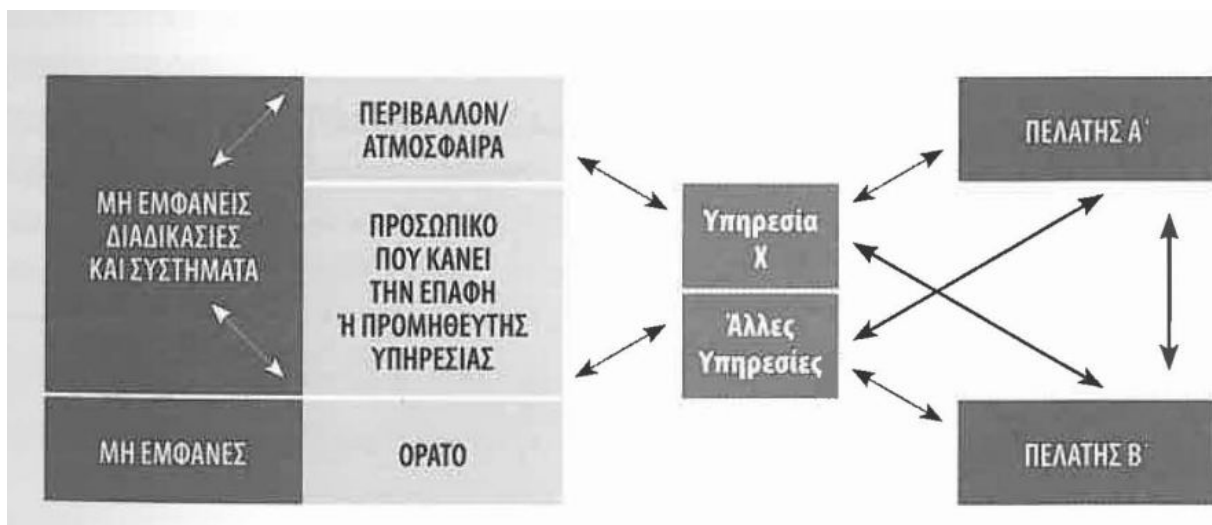 ΜΗ ΕΜΦΑΝΕΙΣ
ΔΙΑΔΙΚΑΣΙΕΣ
ΚΑΙ ΣΥΣΤΗΜΑΤΑ
ΠΕΡΙΒΑΛΛΟΝ/
ΑΤΜΟΣΦΑΙΡΑ
ΠΡΟΣΩΠΙΚΟ
ΠΟΥ ΚΑΝΕΙ
ΤΗΝ ΕΠΑΦΗ
Ή ΠΡΟΜΗΘΕΥΤΗΣ
ΥΠΗΡΕΣΙΑΣ
ΜΗ ΕΜΦΑΝΕΣ
ΟΡΑΤΟ
Υπηρεσία
Χ
Άλλες
Υπηρεσίες
ΠΕΛΑΤΗΣ Α΄
ΠΕΛΑΤΗΣ Β΄